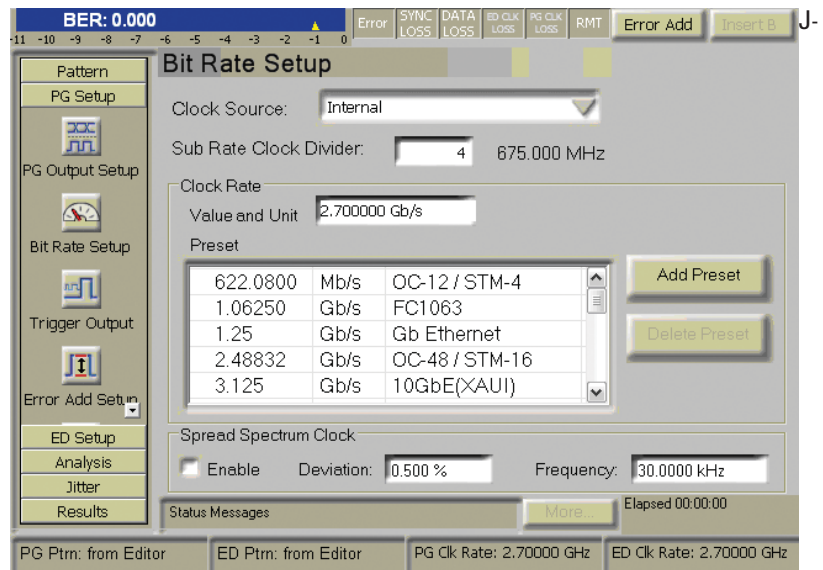 BER: 0.000
-11 -10 -9 -8 -7 -6 -5 -4 -3 -2 -1 0
Error
SYNC LOSS
DATA LOSS
ED CLK LOSS
PG CLK LOSS
RMT
Error Add
Insert B
J-
Pattern
PG Setup
PG Output Setup
Bit Rate Setup
Trigger Output
Error Add Setup
ED Setup
Analysis
Jitter
Results
Bit Rate Setup
Clock Source: Internal
Sub Rate Clock Divider: 4 675.000 MHz
Clock Rate
Value and Unit 2.700000 Gb/s
Preset
622.0800 Mb/s OC-12 / STM-4
1.06250 Gb/s FC1063
1.25 Gb/s Gb Ethernet
2.48832 Gb/s OC-48 / STM-16
3.125 Gb/s 10GbE(XAUI)
Add Preset
Delete Preset
Spread Spectrum Clock
Enable Deviation: 0.500 % Frequency: 30.0000 kHz
Status Messages
More...
Elapsed 00:00:00
PG Ptrn: from Editor
ED Ptrn: from Editor
PG Clk Rate: 2.70000 GHz
ED Clk Rate: 2.70000 GHz